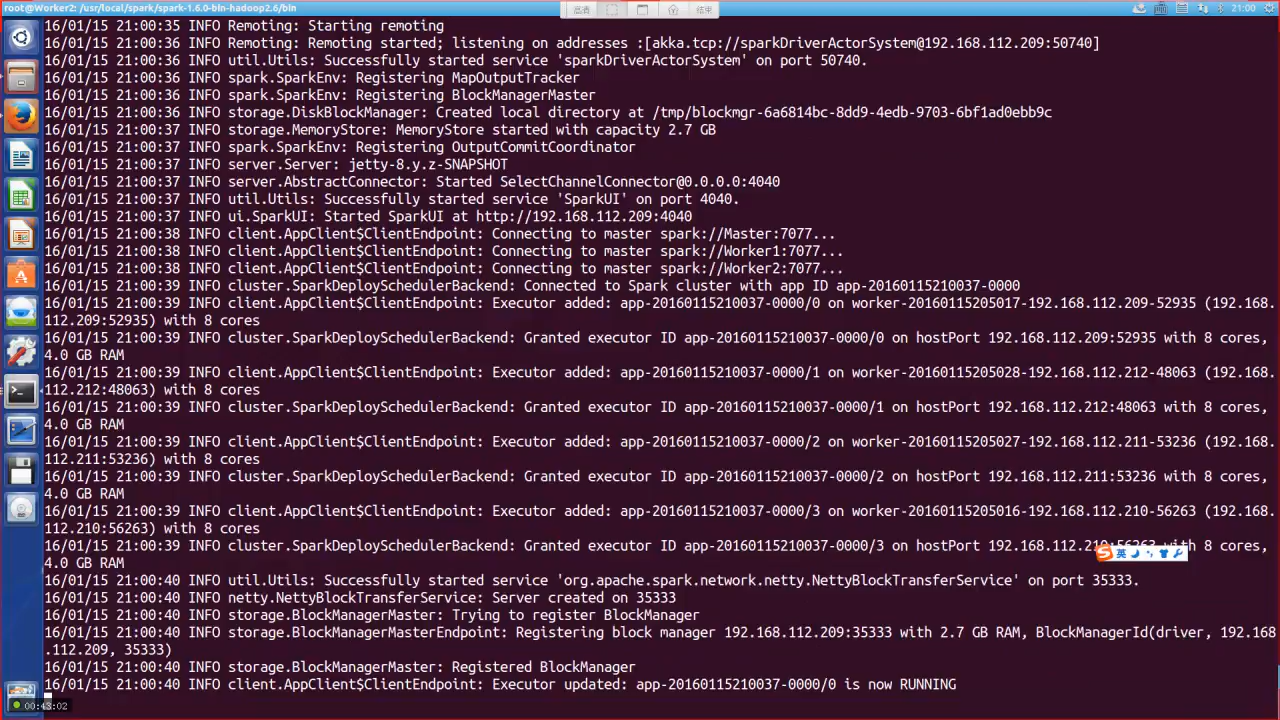 root@Worker2: /usr/local/spark/spark-1.6.0-bin-hadoop2.6/bin
高清
结束
21:00
16/01/15 21:00:35 INFO Remoting: Starting remoting
16/01/15 21:00:36 INFO Remoting: Remoting started; listening on addresses :[akka.tcp://sparkDriverActorSystem@192.168.112.209:50740]
16/01/15 21:00:36 INFO util.Utils: Successfully started service 'sparkDriverActorSystem' on port 50740.
16/01/15 21:00:36 INFO spark.SparkEnv: Registering MapOutputTracker
16/01/15 21:00:36 INFO spark.SparkEnv: Registering BlockManagerMaster
16/01/15 21:00:36 INFO storage.DiskBlockManager: Created local directory at /tmp/blockmgr-6a6814bc-8dd9-4edb-9703-6bf1ad0ebb9c
16/01/15 21:00:37 INFO storage.MemoryStore: MemoryStore started with capacity 2.7 GB
16/01/15 21:00:37 INFO spark.SparkEnv: Registering OutputCommitCoordinator
16/01/15 21:00:37 INFO server.Server: jetty-8.y.z-SNAPSHOT
16/01/15 21:00:37 INFO server.AbstractConnector: Started SelectChannelConnector@0.0.0.0:4040
16/01/15 21:00:37 INFO util.Utils: Successfully started service 'SparkUI' on port 4040.
16/01/15 21:00:37 INFO ui.SparkUI: Started SparkUI at http://192.168.112.209:4040
16/01/15 21:00:38 INFO client.AppClient$ClientEndpoint: Connecting to master spark://Master:7077...
16/01/15 21:00:38 INFO client.AppClient$ClientEndpoint: Connecting to master spark://Worker1:7077...
16/01/15 21:00:38 INFO client.AppClient$ClientEndpoint: Connecting to master spark://Worker2:7077...
16/01/15 21:00:39 INFO cluster.SparkDeploySchedulerBackend: Connected to Spark cluster with app ID app-20160115210037-0000
16/01/15 21:00:39 INFO client.AppClient$ClientEndpoint: Executor added: app-20160115210037-0000/0 on worker-20160115205017-192.168.112.209-52935 (192.168.
112.209:52935) with 8 cores
16/01/15 21:00:39 INFO cluster.SparkDeploySchedulerBackend: Granted executor ID app-20160115210037-0000/0 on hostPort 192.168.112.209:52935 with 8 cores,
4.0 GB RAM
16/01/15 21:00:39 INFO client.AppClient$ClientEndpoint: Executor added: app-20160115210037-0000/1 on worker-20160115205028-192.168.112.212-48063 (192.168.
112.212:48063) with 8 cores
16/01/15 21:00:39 INFO cluster.SparkDeploySchedulerBackend: Granted executor ID app-20160115210037-0000/1 on hostPort 192.168.112.212:48063 with 8 cores,
4.0 GB RAM
16/01/15 21:00:39 INFO client.AppClient$ClientEndpoint: Executor added: app-20160115210037-0000/2 on worker-20160115205027-192.168.112.211-53236 (192.168.
112.211:53236) with 8 cores
16/01/15 21:00:39 INFO cluster.SparkDeploySchedulerBackend: Granted executor ID app-20160115210037-0000/2 on hostPort 192.168.112.211:53236 with 8 cores,
4.0 GB RAM
16/01/15 21:00:39 INFO client.AppClient$ClientEndpoint: Executor added: app-20160115210037-0000/3 on worker-20160115205016-192.168.112.210-56263 (192.168.
112.210:56263) with 8 cores
16/01/15 21:00:39 INFO cluster.SparkDeploySchedulerBackend: Granted executor ID app-20160115210037-0000/3 on hostPort 192.168.112.210:56263 with 8 cores,
英
4.0 GB RAM
16/01/15 21:00:40 INFO util.Utils: Successfully started service 'org.apache.spark.network.netty.NettyBlockTransferService' on port 35333.
16/01/15 21:00:40 INFO netty.NettyBlockTransferService: Server created on 35333
16/01/15 21:00:40 INFO storage.BlockManagerMaster: Trying to register BlockManager
16/01/15 21:00:40 INFO storage.BlockManagerMasterEndpoint: Registering block manager 192.168.112.209:35333 with 2.7 GB RAM, BlockManagerId(driver, 192.168
.112.209, 35333)
16/01/15 21:00:40 INFO storage.BlockManagerMaster: Registered BlockManager
16/01/15 21:00:40 INFO client.AppClient$ClientEndpoint: Executor updated: app-20160115210037-0000/0 is now RUNNING
00:43:02